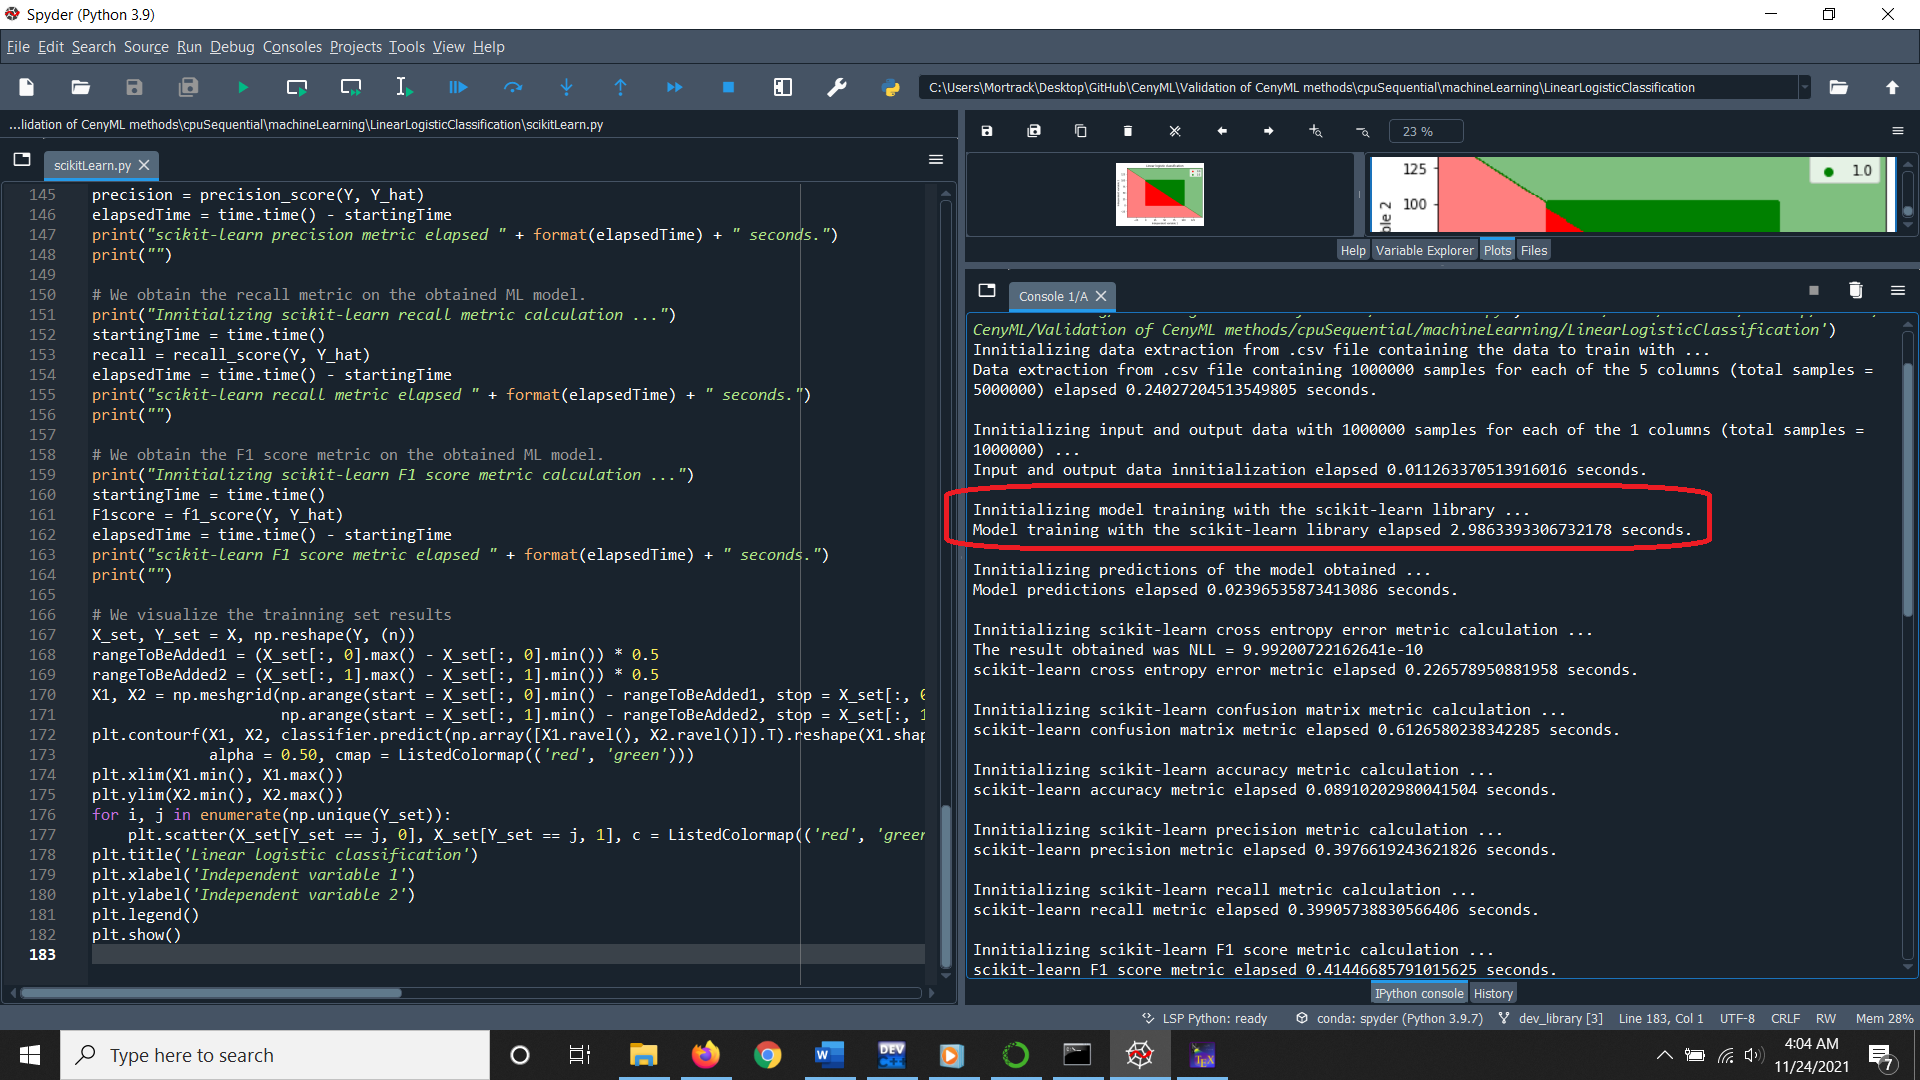 Spyder (Python 3.9)
File Edit Search Source Run Debug Consoles Projects Tools View Help
C:\Users\Mortrack\Desktop\GitHub\CenyML\Validation of CenyML methods\cpuSequential\machineLearning\LinearLogisticClassification
...lidation of CenyML methods\cpuSequential\machineLearning\LinearLogisticClassification\scikitLearn.py
scikitLearn.py
145 precision = precision_score(Y, Y_hat)
146 elapsedTime = time.time() - startingTime
147 print("scikit-learn precision metric elapsed " + format(elapsedTime) + " seconds.")
148 print("")
149
150 # We obtain the recall metric on the obtained ML model.
151 print("Innitializing scikit-learn recall metric calculation ...")
152 startingTime = time.time()
153 recall = recall_score(Y, Y_hat)
154 elapsedTime = time.time() - startingTime
155 print("scikit-learn recall metric elapsed " + format(elapsedTime) + " seconds.")
156 print("")
157
158 # We obtain the F1 score metric on the obtained ML model.
159 print("Innitializing scikit-learn F1 score metric calculation ...")
160 startingTime = time.time()
161 F1score = f1_score(Y, Y_hat)
162 elapsedTime = time.time() - startingTime
163 print("scikit-learn F1 score metric elapsed " + format(elapsedTime) + " seconds.")
164 print("")
165
166 # We visualize the trainning set results
167 X_set, Y_set = X, np.reshape(Y, (n))
168 rangeToBeAdded1 = (X_set[:, 0].max() - X_set[:, 0].min()) * 0.5
169 rangeToBeAdded2 = (X_set[:, 1].max() - X_set[:, 1].min()) * 0.5
170 X1, X2 = np.meshgrid(np.arange(start = X_set[:, 0].min() - rangeToBeAdded1, stop = X_set[:, 0
171 np.arange(start = X_set[:, 1].min() - rangeToBeAdded2, stop = X_set[:, 1
172 plt.contourf(X1, X2, classifier.predict(np.array([X1.ravel(), X2.ravel()]).T).reshape(X1.shap
173 alpha = 0.50, cmap = ListedColormap(('red', 'green')))
174 plt.xlim(X1.min(), X1.max())
175 plt.ylim(X2.min(), X2.max())
176 for i, j in enumerate(np.unique(Y_set)):
177 plt.scatter(X_set[Y_set == j, 0], X_set[Y_set == j, 1], c = ListedColormap(('red', 'green
178 plt.title('Linear logistic classification')
179 plt.xlabel('Independent variable 1')
180 plt.ylabel('Independent variable 2')
181 plt.legend()
182 plt.show()
183
23 %
125
100
1.0
ble 2
Help Variable Explorer Plots Files
Console 1/A
CenyML/Validation of CenyML methods/cpuSequential/machineLearning/LinearLogisticClassification')
Innitializing data extraction from .csv file containing the data to train with ...
Data extraction from .csv file containing 1000000 samples for each of the 5 columns (total samples =
5000000) elapsed 0.24027204513549805 seconds.
Innitializing input and output data with 1000000 samples for each of the 1 columns (total samples =
1000000) ...
Input and output data innitialization elapsed 0.011263370513916016 seconds.
Innitializing model training with the scikit-learn library ...
Model training with the scikit-learn library elapsed 2.9863393306732178 seconds.
Innitializing predictions of the model obtained ...
Model predictions elapsed 0.02396535873413086 seconds.
Innitializing scikit-learn cross entropy error metric calculation ...
The result obtained was NLL = 9.99200722162641e-10
scikit-learn cross entropy error metric elapsed 0.226578950881958 seconds.
Innitializing scikit-learn confusion matrix metric calculation ...
scikit-learn confusion matrix metric elapsed 0.6126580238342285 seconds.
Innitializing scikit-learn accuracy metric calculation ...
scikit-learn accuracy metric elapsed 0.08910202980041504 seconds.
Innitializing scikit-learn precision metric calculation ...
scikit-learn precision metric elapsed 0.3976619243621826 seconds.
Innitializing scikit-learn recall metric calculation ...
scikit-learn recall metric elapsed 0.39905738830566406 seconds.
Innitializing scikit-learn F1 score metric calculation ...
scikit-learn F1 score metric elapsed 0.41446685791015625 seconds.
IPython console History
LSP Python: ready conda: spyder (Python 3.9.7) dev_library [3] Line 183, Col 1 UTF-8 CRLF RW Mem 28%
Type here to search
DEV
C++
TEX
4:04 AM
11/24/2021
7